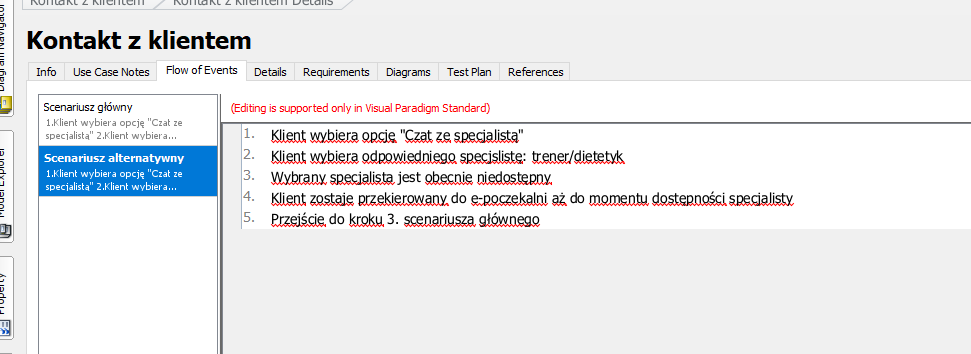 Kontakt z klientem
Kontakt z klientem Details
Diagram Navigator
Model Explorer
Property
Kontakt z klientem
Info
Use Case Notes
Flow of Events
Details
Requirements
Diagrams
Test Plan
References
Scenariusz główny
1.Klient wybiera opcję "Czat ze
specjalistą" 2.Klient wybiera...
Scenariusz alternatywny
1.Klient wybiera opcję "Czat ze
specjalistą" 2.Klient wybiera...
(Editing is supported only in Visual Paradigm Standard)
1. Klient wybiera opcję "Czat ze specjalistą"
2. Klient wybiera odpowiedniego specjslistę: trener/dietetyk
3. Wybrany specjalista jest obecnie niedostępny
4. Klient zostaje przekierowany do e-poczekalni aż do momentu dostępności specjalisty
5. Przejście do kroku 3. scenariusza głównego